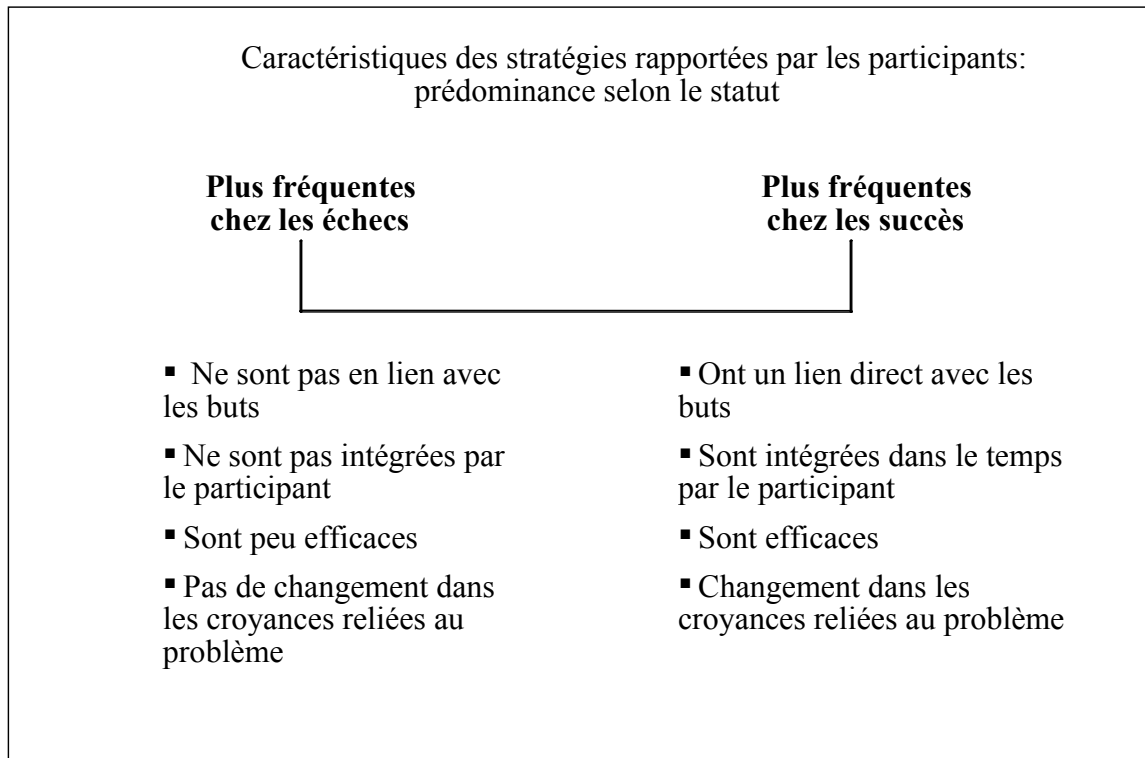 Caractéristiques des stratégies rapportées par les participants:
prédominance selon le statut
Plus fréquentes
chez les échecs
Plus fréquentes
chez les succès
▪ Ne sont pas en lien avec
les buts
▪ Ne sont pas intégrées par
le participant
▪ Sont peu efficaces
▪ Pas de changement dans
les croyances reliées au
problème
▪ Ont un lien direct avec les
buts
▪ Sont intégrées dans le temps
par le participant
▪ Sont efficaces
▪ Changement dans les
croyances reliées au problème